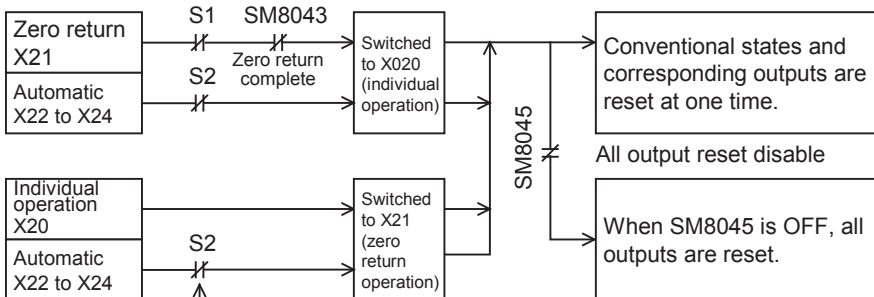 S1
SM8043
Zero return
X21
Zero return
complete
Switched
to X020
(individual
operation)
Conventional states and
corresponding outputs are
reset at one time.
Automatic
X22 to X24
S2
SM8045
All output reset disable
Individual
operation
X20
Switched
to X21
(zero
return
operation)
When SM8045 is OFF, all
outputs are reset.
Automatic
X22 to X24
S2